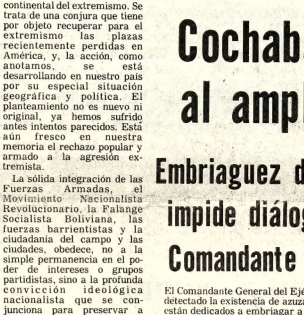 continental del extremismo. Se
trata de una conjura que tiene
por objeto recuperar para el
extremismo las plazas
recientemente perdidas en
América, y, la acción, como
anotamos, se está
desarrollando en nuestro país
por su especial situación
geográfica y política. El
planteamiento no es nuevo ni
original, ya hemos sufrido
antes intentos parecidos. Está
aún fresco en nuestra
memoria el rechazo popular y
armado a la agresión ex-
tremista.
La sólida integración de las
Fuerzas Armadas, el
Movimiento Nacionalista
Revolucionario, la Falange
Socialista Boliviana, las
fuerzas barrientistas y la
ciudadanía del campo y las
ciudades, obedece, no a la
simple permanencia en el po-
der de intereses o grupos
partidistas, sino a la profunda
convicción ideológica
nacionalista que se con-
junciona para preservar a
Cochab
al amp
Embriaguez d
impide diálog
Comandante
El Comandante General del Ejé
detectado la existencia de azuza
están dedicados a embriagar a